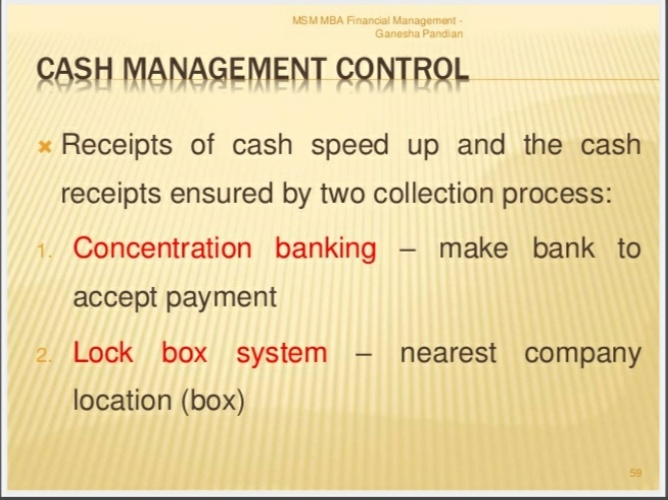 MSM MBA Financial Management -
Ganesha Pandian
CASH MANAGEMENT CONTROL
Receipts of cash speed up and the cash
receipts ensured by two collection process:
1. Concentration banking – make bank to
accept payment
2. Lock box system – nearest company
location (box)
59